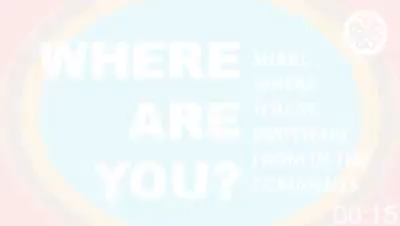 WHERE
ARE
YOU?
SHARE
WHERE
YOU'RE
WATCHING
FROM IN THE
COMMENTS
00:15